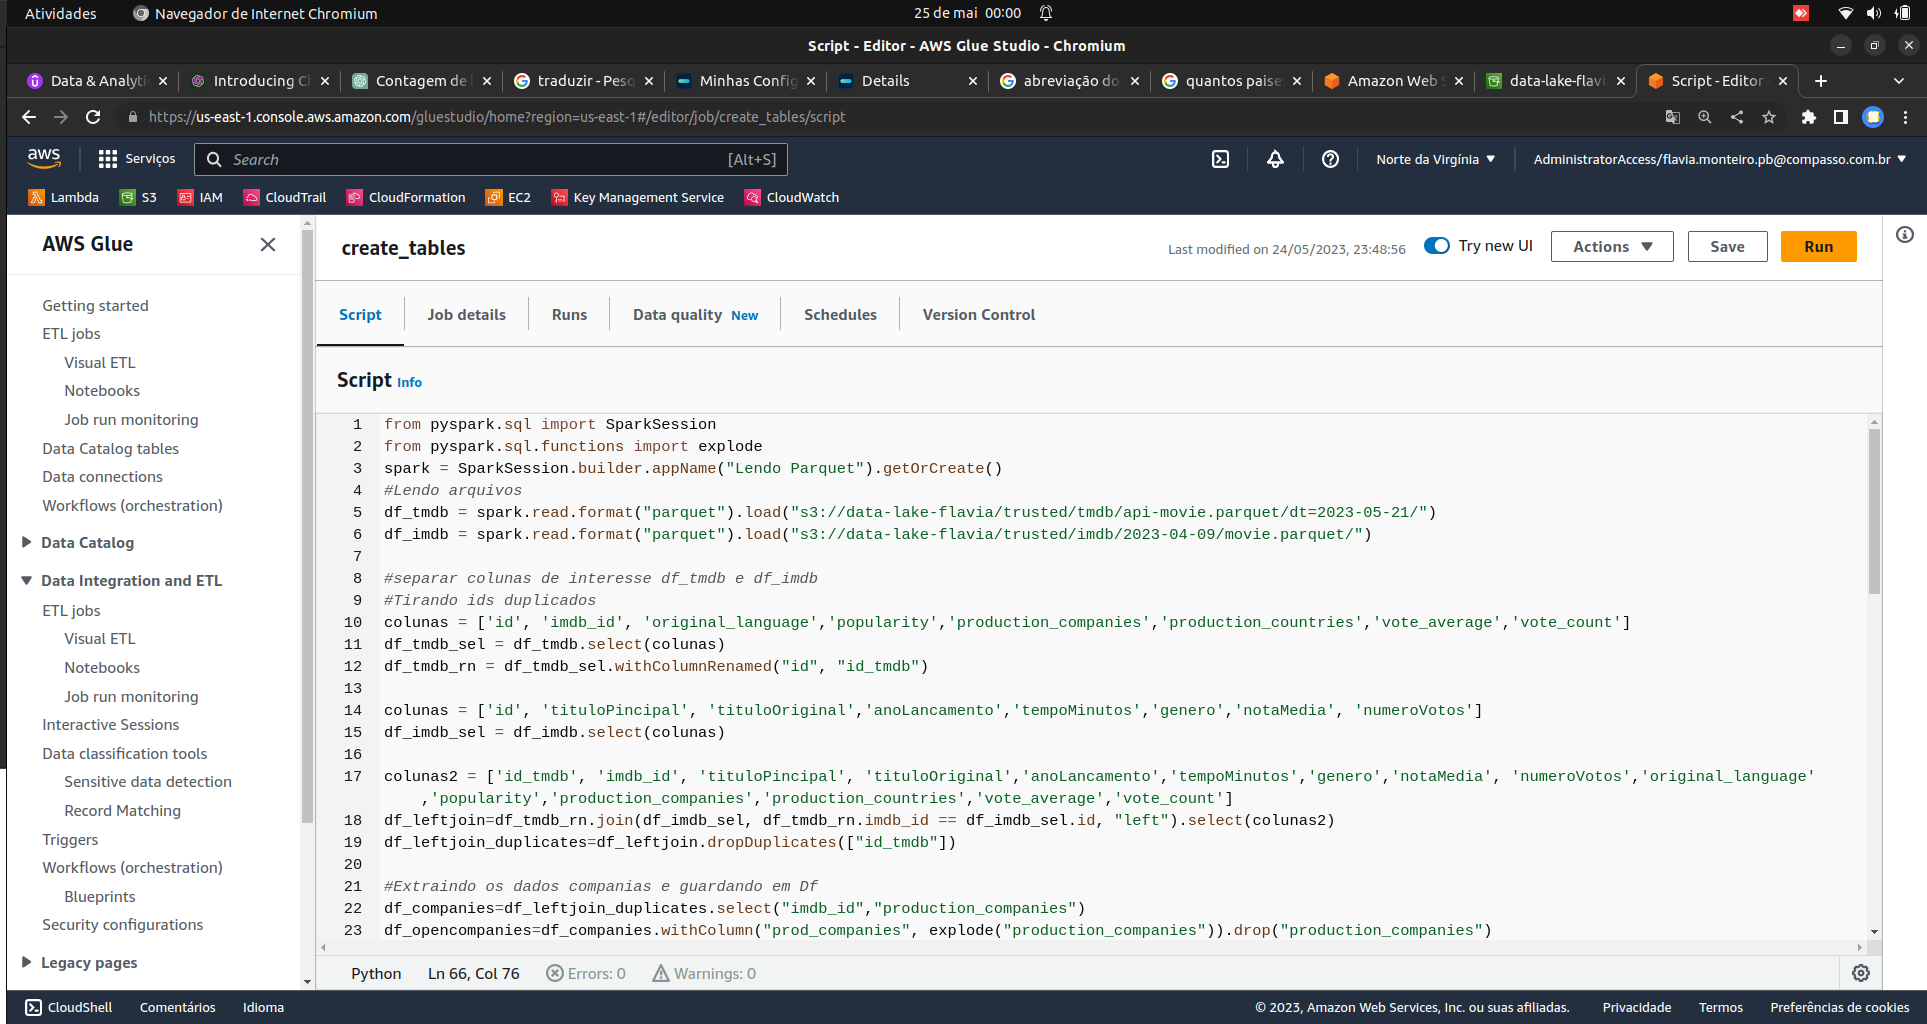 Atividades
Navegador de Internet Chromium
25 de mai 00:00
Script - Editor - AWS Glue Studio - Chromium
Data & Analyti
Introducing Ch
Contagem de l
traduzir - Pesq
Minhas Config
Details
abreviação do
quantos paise
Amazon Web S
data-lake-flavi
Script - Editor
https://us-east-1.console.aws.amazon.com/gluestudio/home?region=us-east-1#/editor/job/create_tables/script
aws
Serviços
Search
[Alt+S]
Norte da Virgínia
AdministratorAccess/flavia.monteiro.pb@compasso.com.br
Lambda
S3
IAM
CloudTrail
CloudFormation
EC2
Key Management Service
CloudWatch
AWS Glue
Getting started
ETL jobs
Visual ETL
Notebooks
Job run monitoring
Data Catalog tables
Data connections
Workflows (orchestration)
Data Catalog
Data Integration and ETL
ETL jobs
Visual ETL
Notebooks
Job run monitoring
Interactive Sessions
Data classification tools
Sensitive data detection
Record Matching
Triggers
Workflows (orchestration)
Blueprints
Security configurations
Legacy pages
create_tables
Last modified on 24/05/2023, 23:48:56
Try new UI
Actions
Save
Run
Script
Job details
Runs
Data quality New
Schedules
Version Control
Script Info
1 from pyspark.sql import SparkSession
2 from pyspark.sql.functions import explode
3 spark = SparkSession.builder.appName("Lendo Parquet").getOrCreate()
4 #Lendo arquivos
5 df_tmdb = spark.read.format("parquet").load("s3://data-lake-flavia/trusted/tmdb/api-movie.parquet/dt=2023-05-21/")
6 df_imdb = spark.read.format("parquet").load("s3://data-lake-flavia/trusted/imdb/2023-04-09/movie.parquet/")
7
8 #separar colunas de interesse df_tmdb e df_imdb
9 #Tirando ids duplicados
10 colunas = ['id', 'imdb_id', 'original_language','popularity','production_companies','production_countries','vote_average','vote_count']
11 df_tmdb_sel = df_tmdb.select(colunas)
12 df_tmdb_rn = df_tmdb_sel.withColumnRenamed("id", "id_tmdb")
13
14 colunas = ['id', 'tituloPincipal', 'tituloOriginal','anoLancamento','tempoMinutos','genero','notaMedia', 'numeroVotos']
15 df_imdb_sel = df_imdb.select(colunas)
16
17 colunas2 = ['id_tmdb', 'imdb_id', 'tituloPincipal', 'tituloOriginal','anoLancamento','tempoMinutos','genero','notaMedia', 'numeroVotos','original_language'
,'popularity','production_companies','production_countries','vote_average','vote_count']
18 df_leftjoin=df_tmdb_rn.join(df_imdb_sel, df_tmdb_rn.imdb_id == df_imdb_sel.id, "left").select(colunas2)
19 df_leftjoin_duplicates=df_leftjoin.dropDuplicates(["id_tmdb"])
20
21 #Extraindo os dados companias e guardando em Df
22 df_companies=df_leftjoin_duplicates.select("imdb_id","production_companies")
23 df_opencompanies=df_companies.withColumn("prod_companies", explode("production_companies")).drop("production_companies")
Python
Ln 66, Col 76
Errors: 0
Warnings: 0
CloudShell
Comentários
Idioma
© 2023, Amazon Web Services, Inc. ou suas afiliadas.
Privacidade
Termos
Preferências de cookies